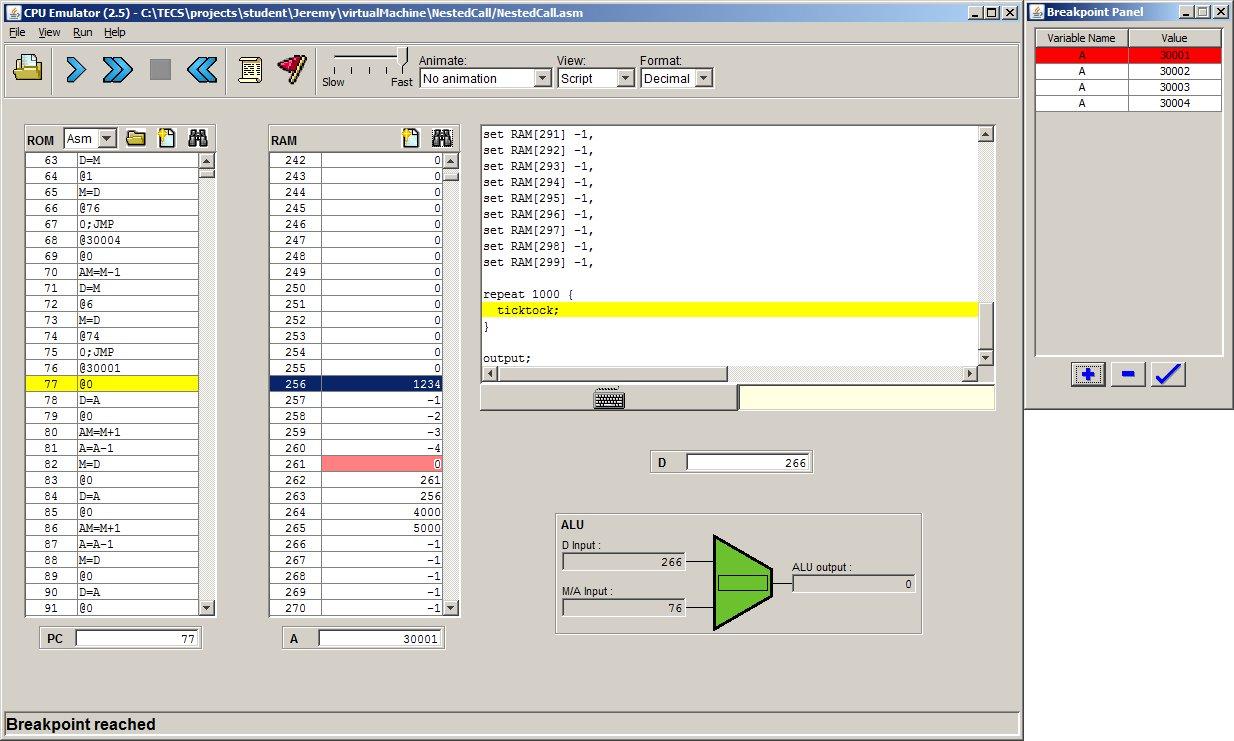 CPU Emulator (2.5) - C:\TECS\projects\student\Jeremy\virtualMachine\NestedCall/NestedCall.asm
File View Run Help
Slow Fast
Animate: View: Format:
No animation Script Decimal
ROM Asm
63 D=M
64 @1
65 M=D
66 @76
67 0;JMP
68 @30004
69 @0
70 AM=M-1
71 D=M
72 @6
73 M=D
74 @74
75 0;JMP
76 @30001
77 @0
78 D=A
79 @0
80 AM=M+1
81 A=A-1
82 M=D
83 @0
84 D=A
85 @0
86 AM=M+1
87 A=A-1
88 M=D
89 @0
90 D=A
91 @0
PC 77
RAM
242 0
243 0
244 0
245 0
246 0
247 0
248 0
249 0
250 0
251 0
252 0
253 0
254 0
255 0
256 1234
257 -1
258 -2
259 -3
260 -4
261 0
262 261
263 256
264 4000
265 5000
266 -1
267 -1
268 -1
269 -1
270 -1
A 30001
set RAM[291] -1,
set RAM[292] -1,
set RAM[293] -1,
set RAM[294] -1,
set RAM[295] -1,
set RAM[296] -1,
set RAM[297] -1,
set RAM[298] -1,
set RAM[299] -1,
repeat 1000 {
ticktock;
}
output;
D 266
ALU
D Input :
266
M/A Input :
76
ALU output :
0
Breakpoint reached
Breakpoint Panel
Variable Name Value
A 30001
A 30002
A 30003
A 30004